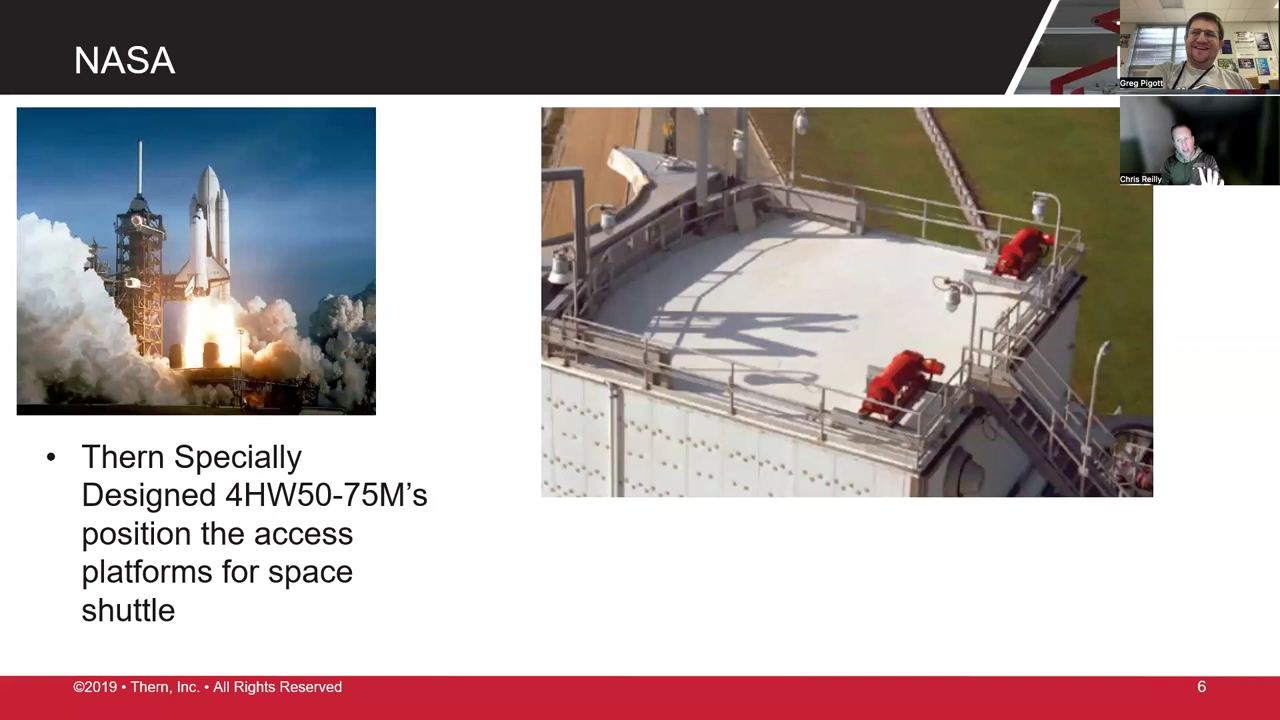 NASA
Greg Pigott
Chris Reilly
• Thern Specially
Designed 4HW50-75M’s
position the access
platforms for space
shuttle
©2019 • Thern, Inc. • All Rights Reserved
6